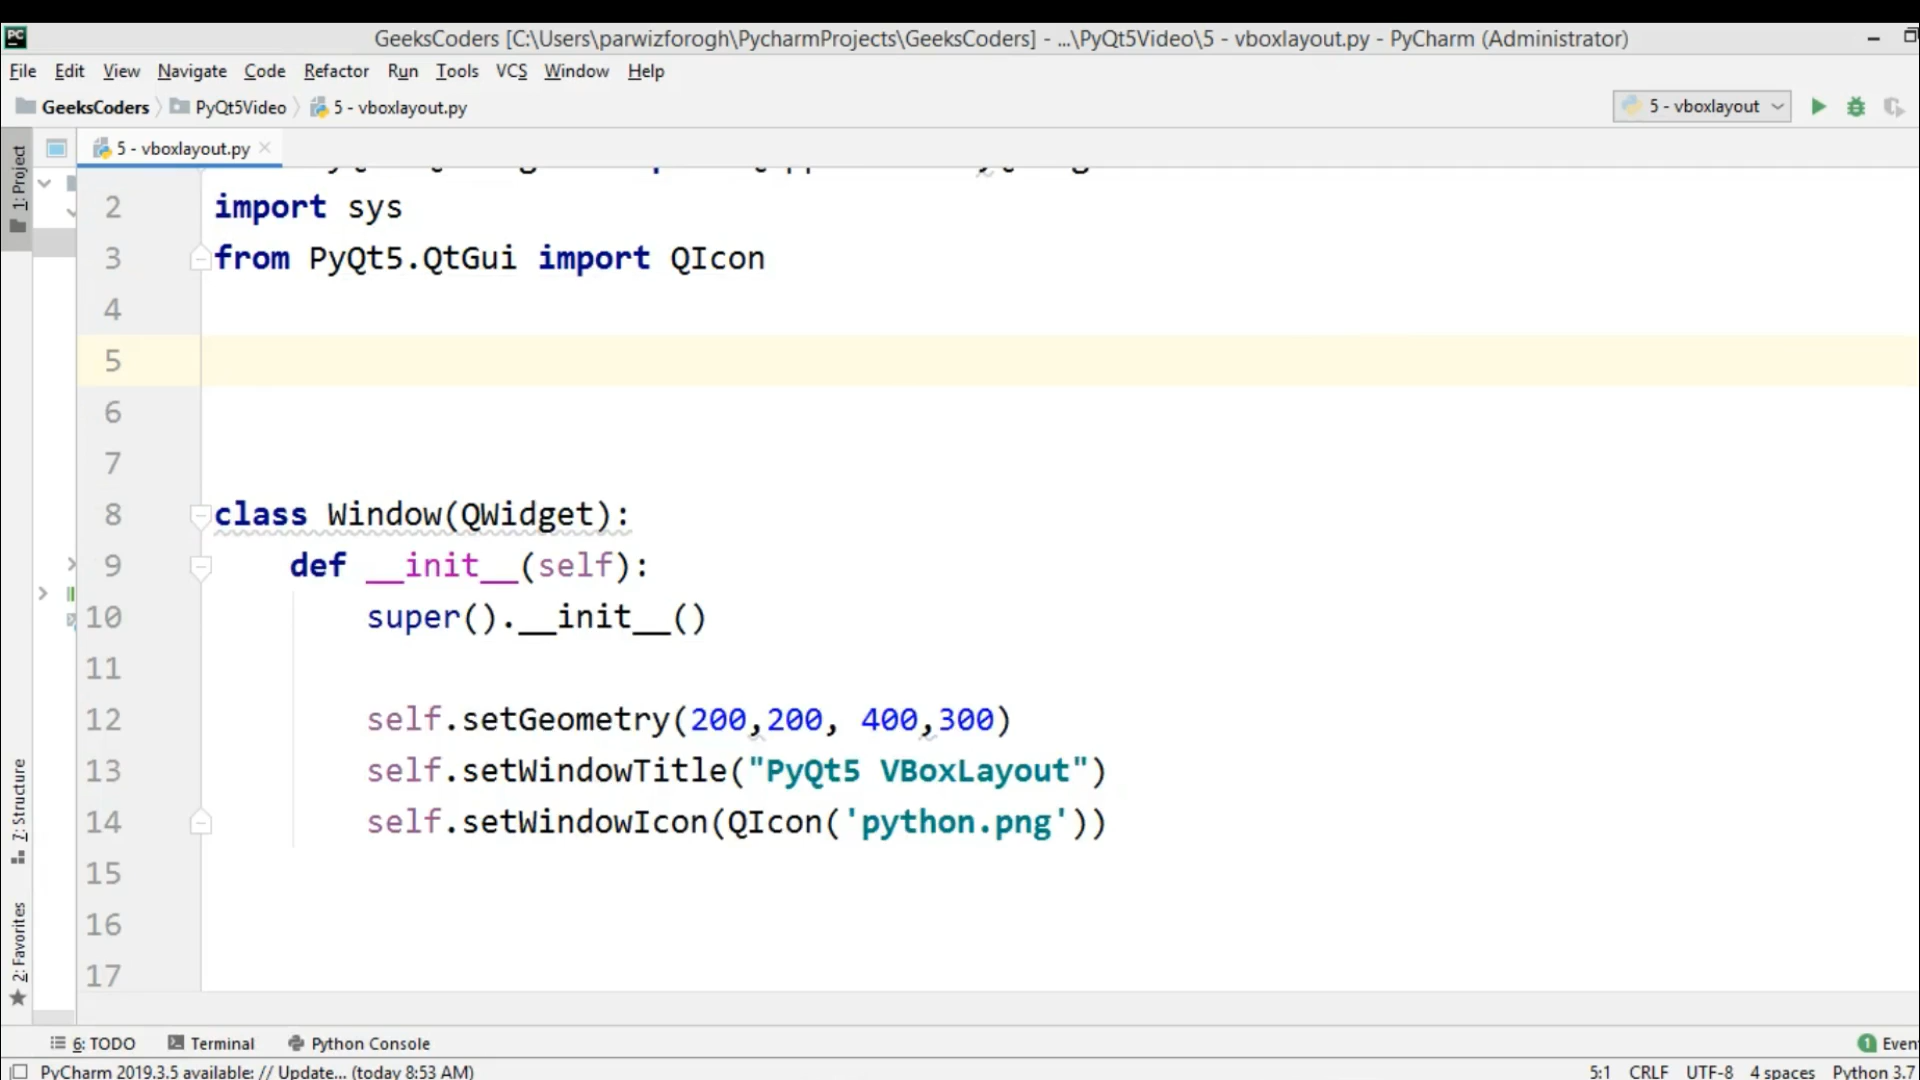 PC GeeksCoders [C:\Users\parwizforogh\PycharmProjects\GeeksCoders] - ...\PyQt5Video\5 - vboxlayout.py - PyCharm (Administrator)
File Edit View Navigate Code Refactor Run Tools VCS Window Help
GeeksCoders PyQt5Video 5 - vboxlayout.py 5 - vboxlayout
1: Project
5 - vboxlayout.py
2 import sys
3 from PyQt5.QtGui import QIcon
4
5
6
7
8 class Window(QWidget):
9 def __init__(self):
10 super().__init__()
11
12 self.setGeometry(200,200, 400,300)
13 self.setWindowTitle("PyQt5 VBoxLayout")
14 self.setWindowIcon(QIcon('python.png'))
15
16
17
7: Structure
2: Favorites
6: TODO Terminal Python Console 1 Even
PyCharm 2019.3.5 available: // Update... (today 8:53 AM) 5:1 CRLF UTF-8 4 spaces Python 3.7